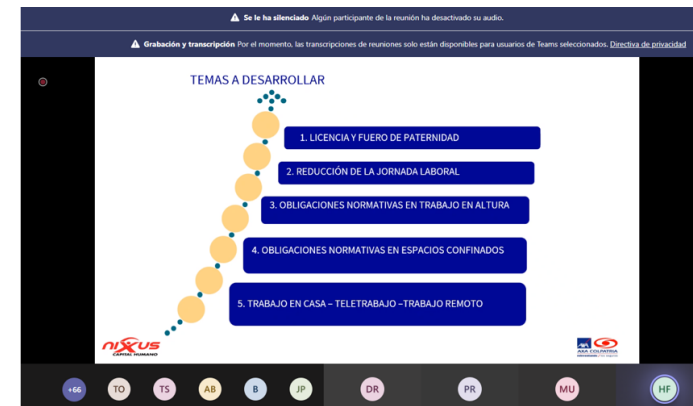 Se le ha silenciado Algún participante de la reunión ha desactivado su audio.
Grabación y transcripción Por el momento, las transcripciones de reuniones solo están disponibles para usuarios de Teams seleccionados. Directiva de privacidad
TEMAS A DESARROLLAR
1. LICENCIA Y FUERO DE PATERNIDAD
2. REDUCCIÓN DE LA JORNADA LABORAL
3. OBLIGACIONES NORMATIVAS EN TRABAJO EN ALTURA
4. OBLIGACIONES NORMATIVAS EN ESPACIOS CONFINADOS
5. TRABAJO EN CASA – TELETRABAJO –TRABAJO REMOTO
nixxus
CAPITAL HUMANO
AXA COLPATRIA
+66 TO TS AB B JP DR PR MU HF